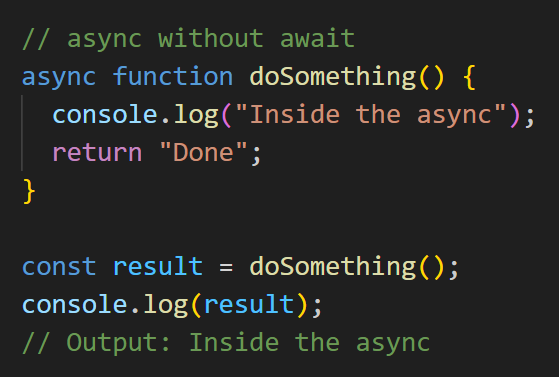 // async without await
async function doSomething() {
  console.log("Inside the async");
  return "Done";
}

const result = doSomething();
console.log(result);
// Output: Inside the async